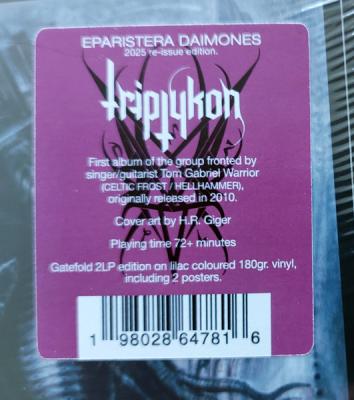 EPARISTERA DAIMONES
2025 re-issue edition.
triptykon
First album of the group fronted by
singer/guitarist Tom Gabriel Warrior
(CELTIC FROST / HELLHAMMER),
originally released in 2010.
Cover art by H.R. Giger
Playing time 72+ minutes
Gatefold 2LP edition on lilac coloured 180gr. vinyl,
including 2 posters.
1 98028 64781 6